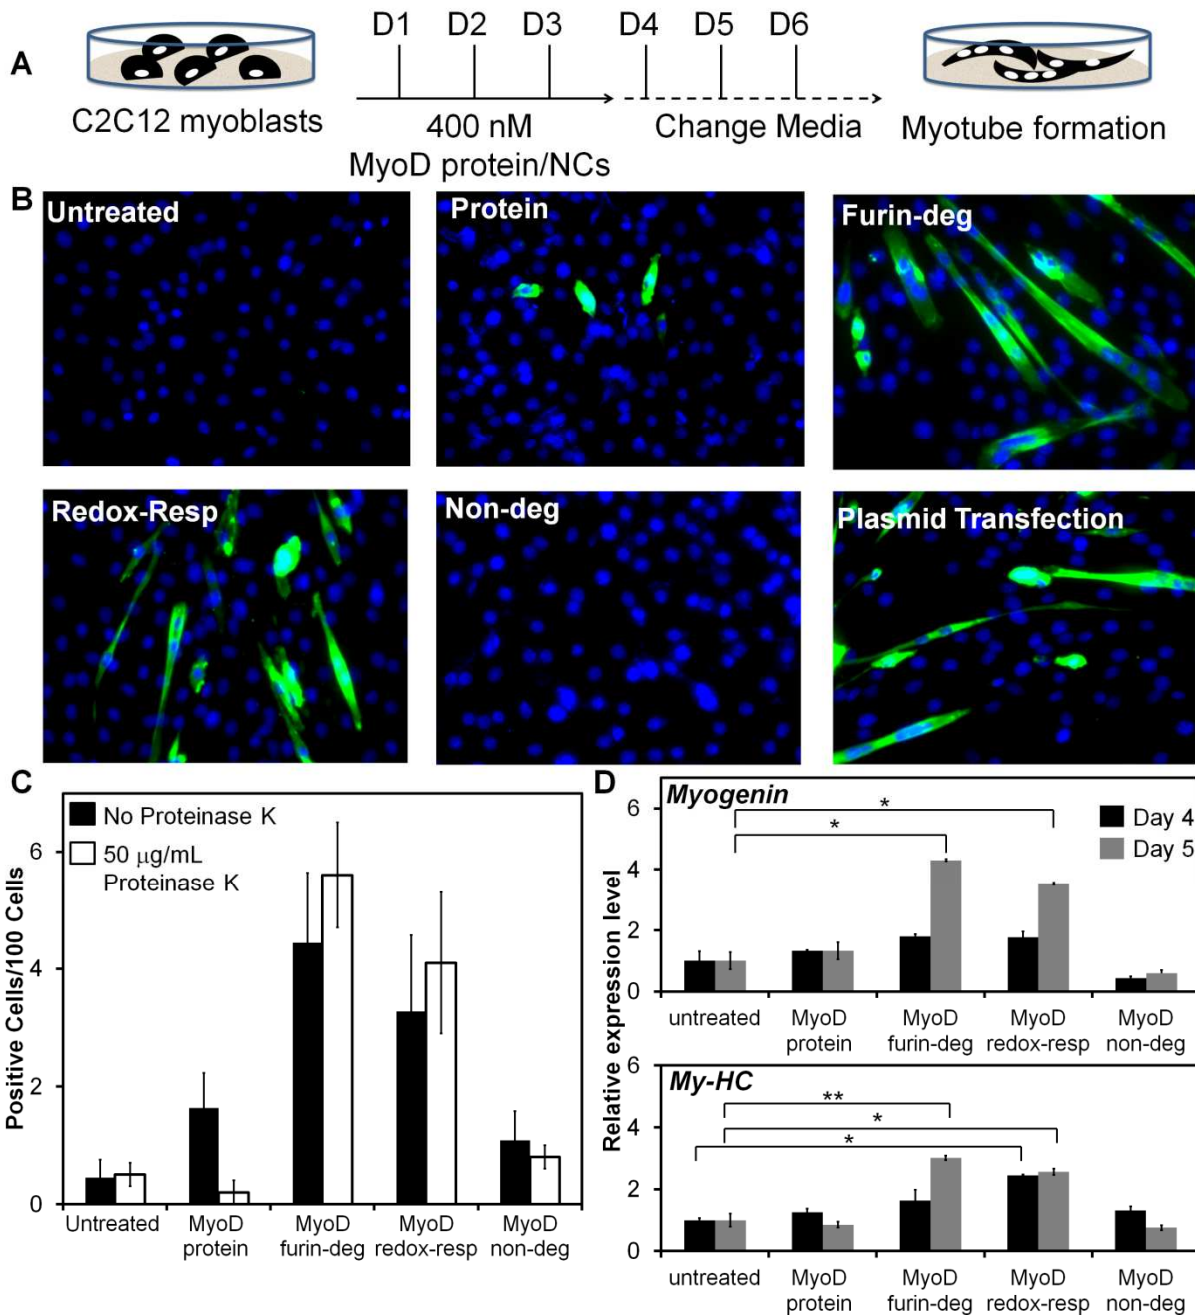 A
D1 D2 D3 D4 D5 D6
C2C12 myoblasts
400 nM
MyoD protein/NCs
Change Media
Myotube formation
B
Untreated
Protein
Furin-deg
Redox-Resp
Non-deg
Plasmid Transfection
C
No Proteinase K
50 μg/mL
Proteinase K
Positive Cells/100 Cells
6
4
2
0
Untreated
MyoD
protein
MyoD
furin-deg
MyoD
redox-resp
MyoD
non-deg
D
Relative expression level
Myogenin
Day 4
Day 5
*
*
6
4
2
0
untreated
MyoD
protein
MyoD
furin-deg
MyoD
redox-resp
MyoD
non-deg
My-HC
**
*
*
6
4
2
0
untreated
MyoD
protein
MyoD
furin-deg
MyoD
redox-resp
MyoD
non-deg